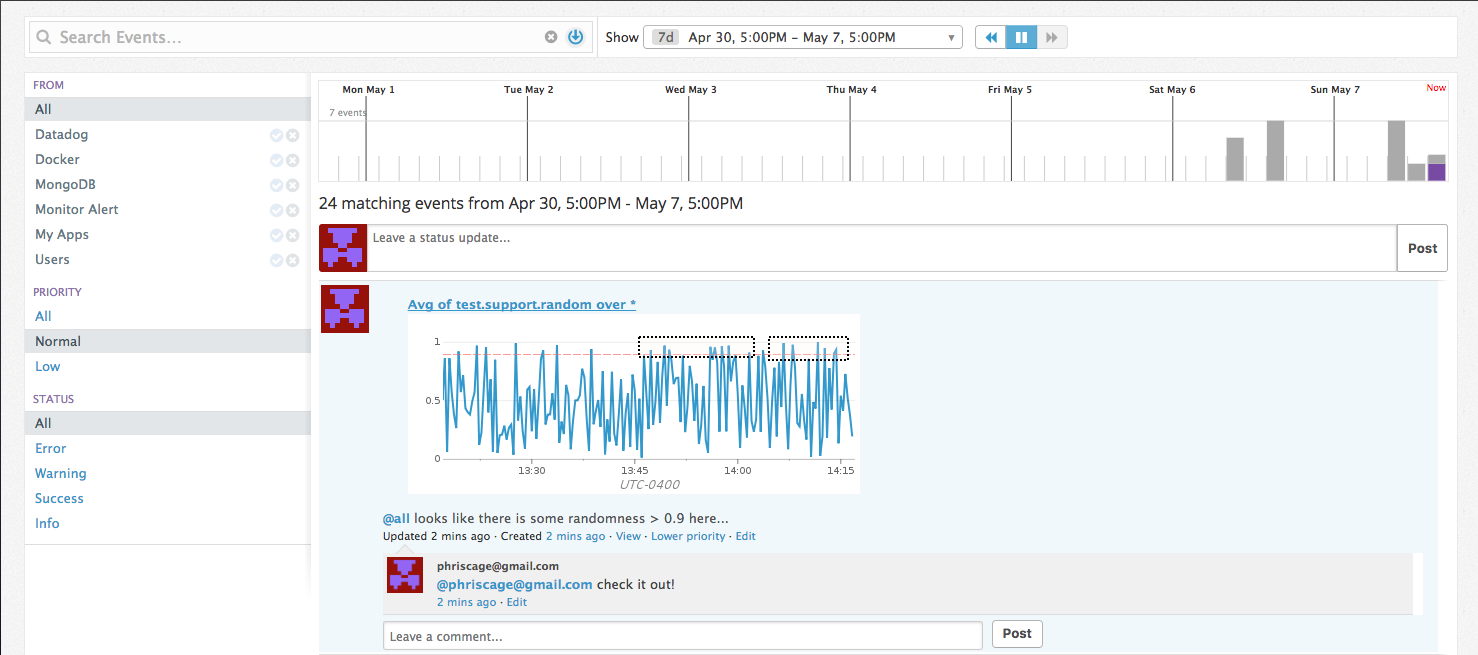 Search Events...
Show 7d Apr 30, 5:00PM – May 7, 5:00PM
FROM
All
Datadog
Docker
MongoDB
Monitor Alert
My Apps
Users
PRIORITY
All
Normal
Low
STATUS
All
Error
Warning
Success
Info
Mon May 1 Tue May 2 Wed May 3 Thu May 4 Fri May 5 Sat May 6 Sun May 7 Now
7 events
24 matching events from Apr 30, 5:00PM - May 7, 5:00PM
Leave a status update...
Post
Avg of test.support.random over *
1
0.5
0
13:30 13:45 14:00 14:15
UTC-0400
@all looks like there is some randomness > 0.9 here...
Updated 2 mins ago · Created 2 mins ago · View · Lower priority · Edit
phriscage@gmail.com
@phriscage@gmail.com check it out!
2 mins ago · Edit
Leave a comment...
Post